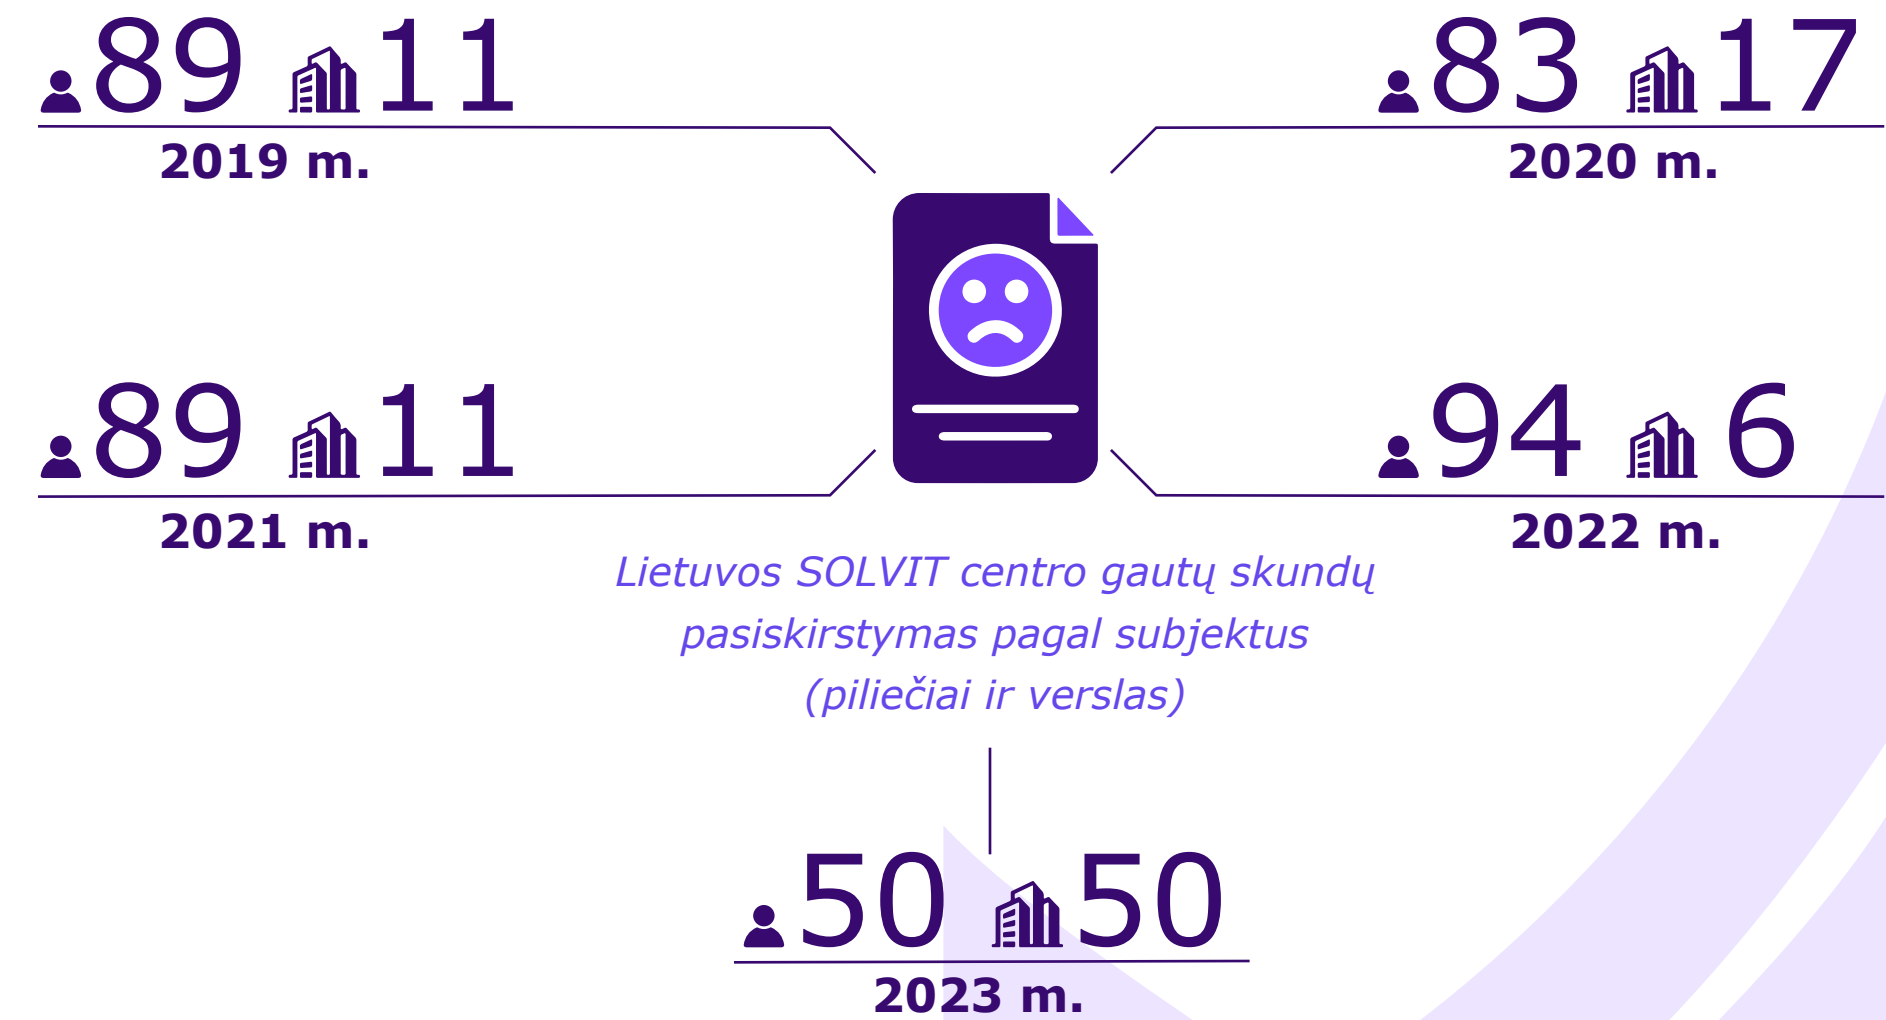 89 11
2019 m.
83 17
2020 m.
89 11
2021 m.
94 6
2022 m.
Lietuvos SOLVIT centro gautų skundų
pasiskirstymas pagal subjektus
(piliečiai ir verslas)
50 50
2023 m.